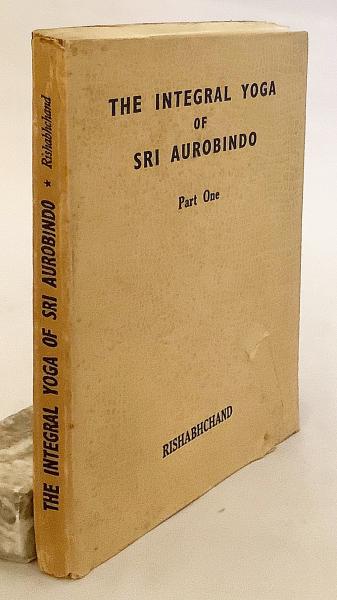 THE INTEGRAL YOGA
OF
SRI AUROBINDO
Part One
RISHABHCHAND
THE INTEGRAL YOGA OF SRI AUROBINDO ★ Rishabhchand